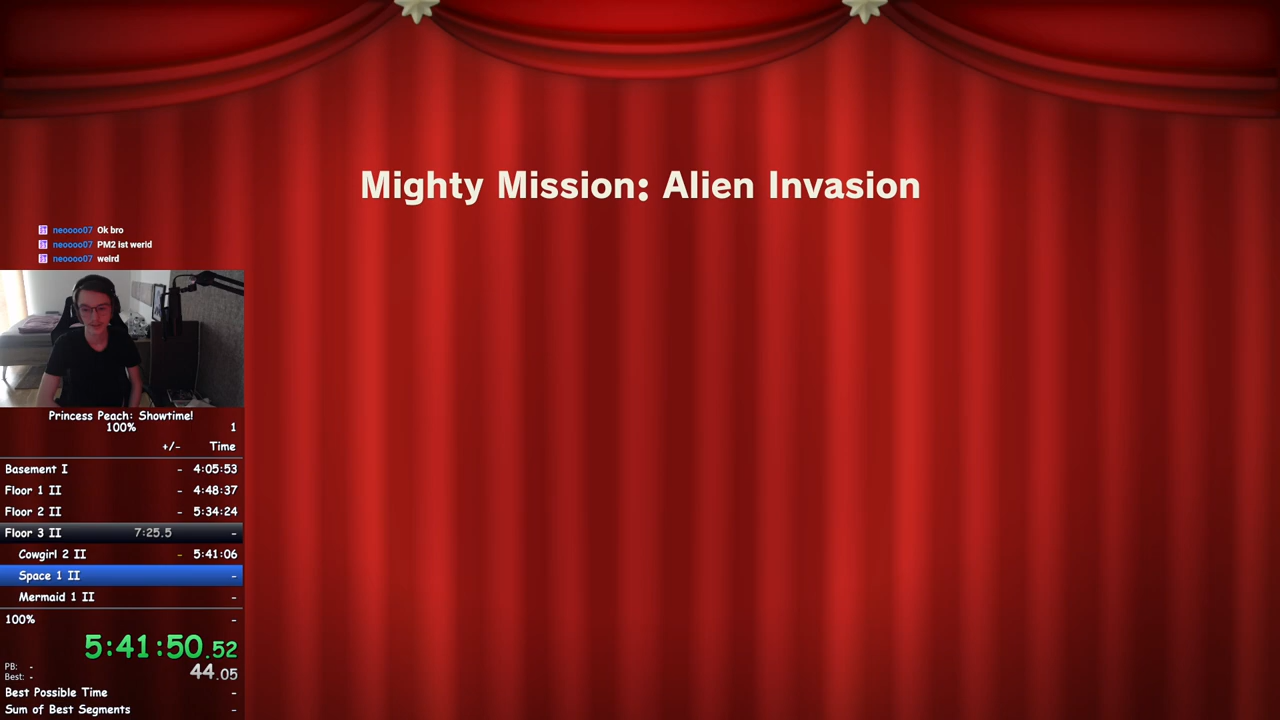 Mighty Mission: Alien Invasion
neoooo07 Ok bro
neoooo07 PM2 ist werid
neoooo07 weird
Princess Peach: Showtime!
100% 1
+/- Time
Basement I - 4:05:53
Floor 1 II - 4:48:37
Floor 2 II - 5:34:24
Floor 3 II 7:25.5 -
Cowgirl 2 II - 5:41:06
Space 1 II -
Mermaid 1 II -
100% -
5:41:50.52
PB: -
44.05
Best: -
Best Possible Time -
Sum of Best Segments -